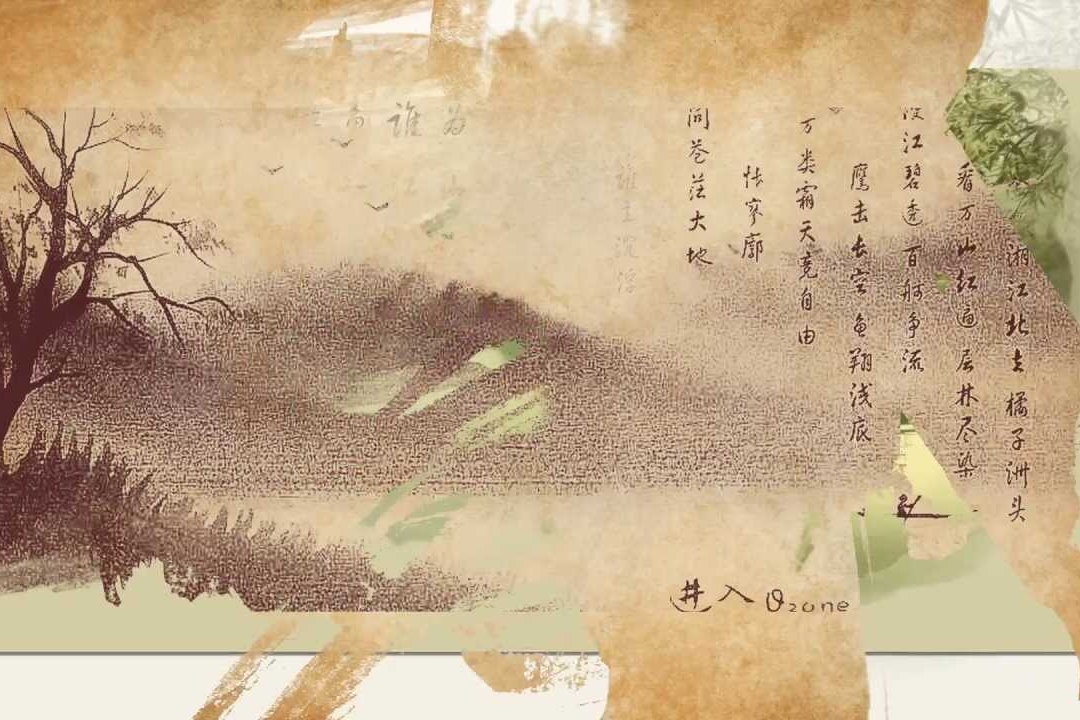 湘江北去 橘子洲头
看万山红遍 层林尽染
漫江碧透 百舸争流
鹰击长空 鱼翔浅底
万类霜天竞自由
怅寥廓
问苍茫大地
谁主沉浮
谁为
进入Qzone